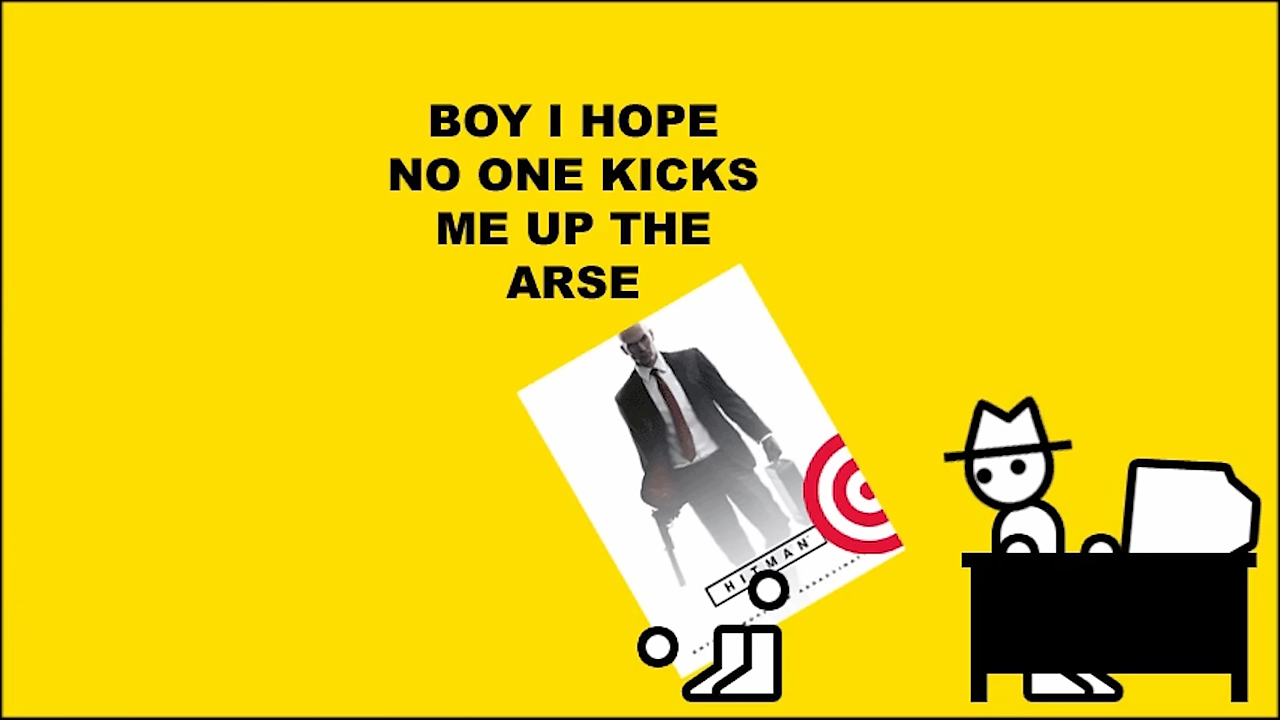 BOY I HOPE
NO ONE KICKS
ME UP THE
ARSE
HITMAN